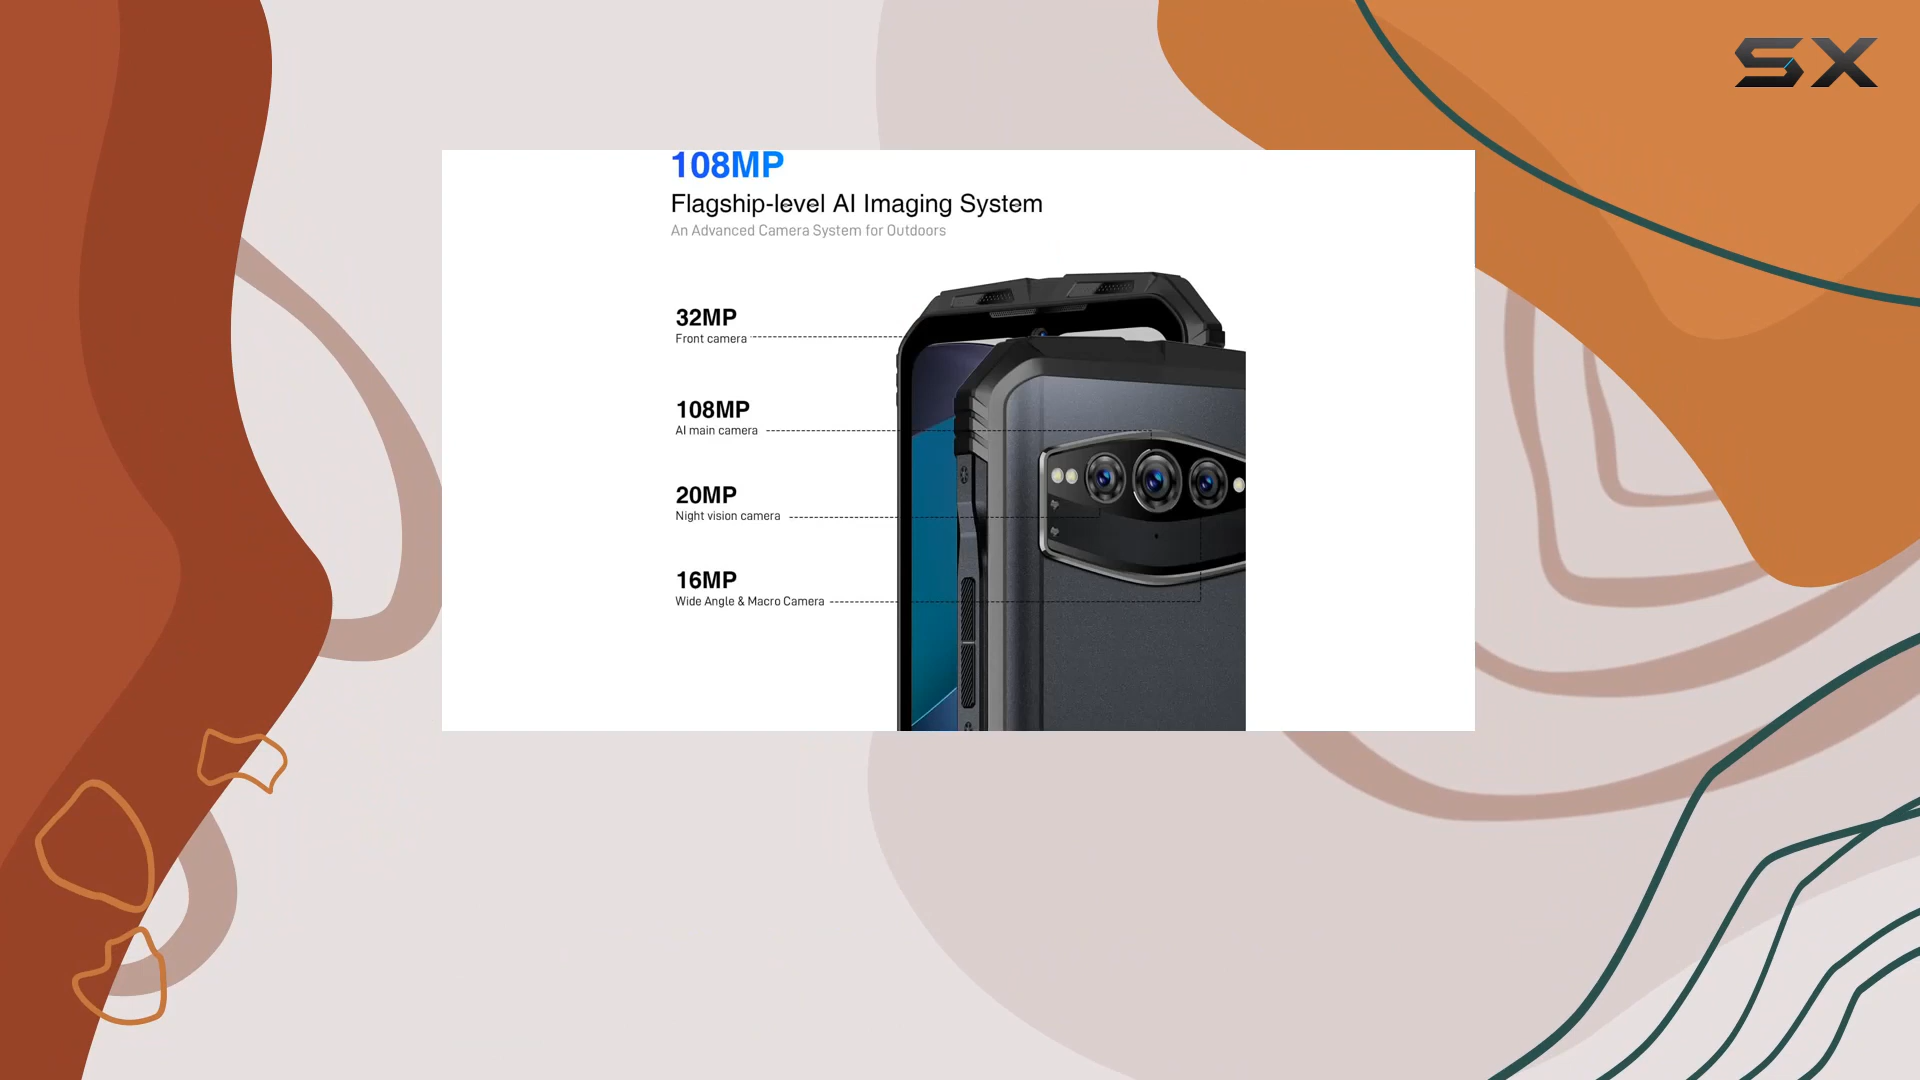 SX
108MP
Flagship-level AI Imaging System
An Advanced Camera System for Outdoors
32MP
Front camera
108MP
AI main camera
20MP
Night vision camera
16MP
Wide Angle & Macro Camera